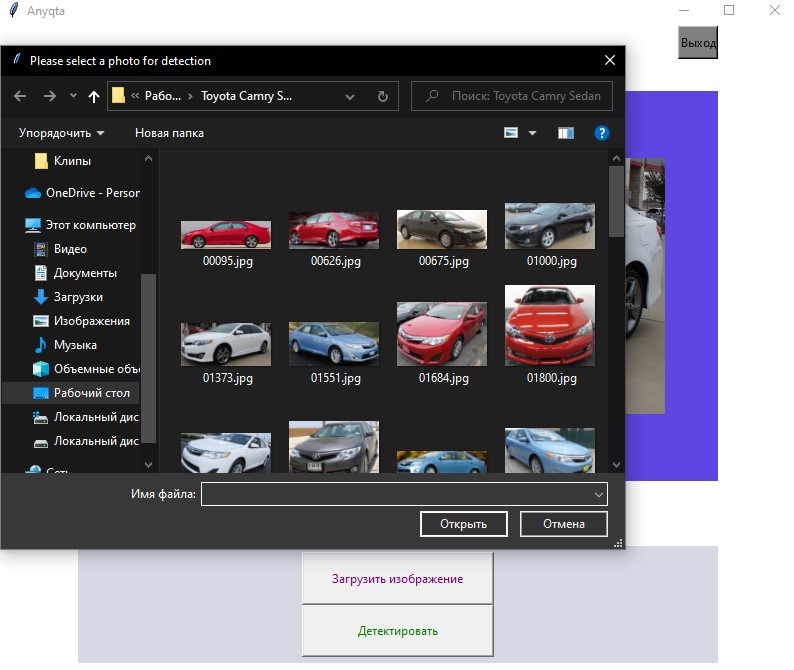 Anyqta
Выход
Please select a photo for detection
« Рабо... › Toyota Camry S...
Поиск: Toyota Camry Sedan
Упорядочить
Новая папка
Клипы
OneDrive - Person
Этот компьютер
Видео
Документы
Загрузки
Изображения
Музыка
Объемные объе
Рабочий стол
Локальный дис
Локальный дис
Сеть
00095.jpg
00626.jpg
00675.jpg
01000.jpg
01373.jpg
01551.jpg
01684.jpg
01800.jpg
Имя файла:
Открыть
Отмена
Загрузить изображение
Детектировать